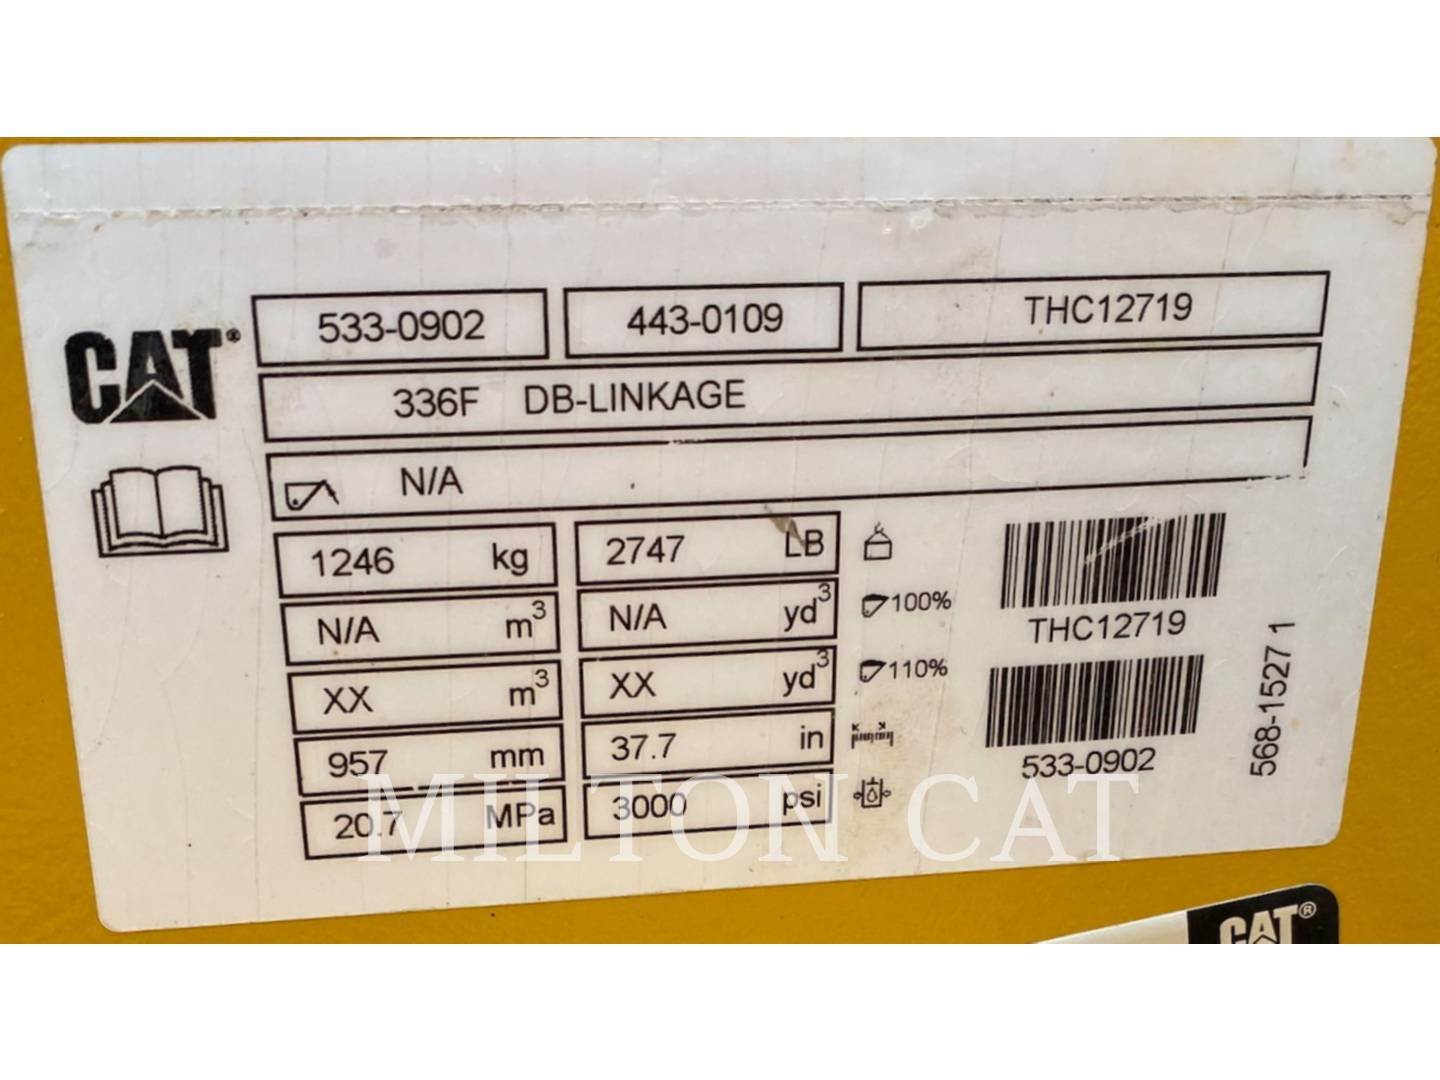 CAT®
533-0902 443-0109 THC12719
336F DB-LINKAGE
N/A
1246 kg 2747 LB
N/A m³ N/A yd³ 100%
XX m³ XX yd³ 110%
957 mm 37.7 in
20.7 MPa 3000 psi
THC12719
533-0902
568-1527 1
MILTON CAT
CAT®